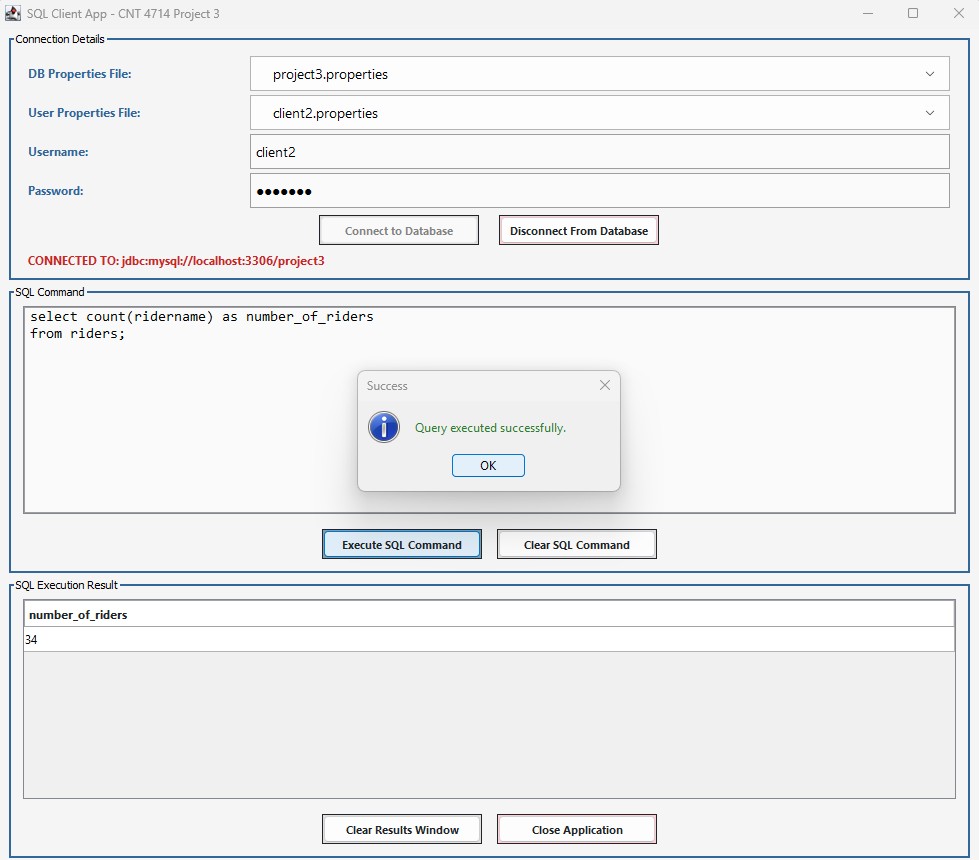 SQL Client App - CNT 4714 Project 3
Connection Details
DB Properties File:
project3.properties
User Properties File:
client2.properties
Username:
client2
Password:
●●●●●●●
Connect to Database
Disconnect From Database
CONNECTED TO: jdbc:mysql://localhost:3306/project3
SQL Command
select count(ridername) as number_of_riders
from riders;
Success
Query executed successfully.
OK
Execute SQL Command
Clear SQL Command
SQL Execution Result
number_of_riders
34
Clear Results Window
Close Application